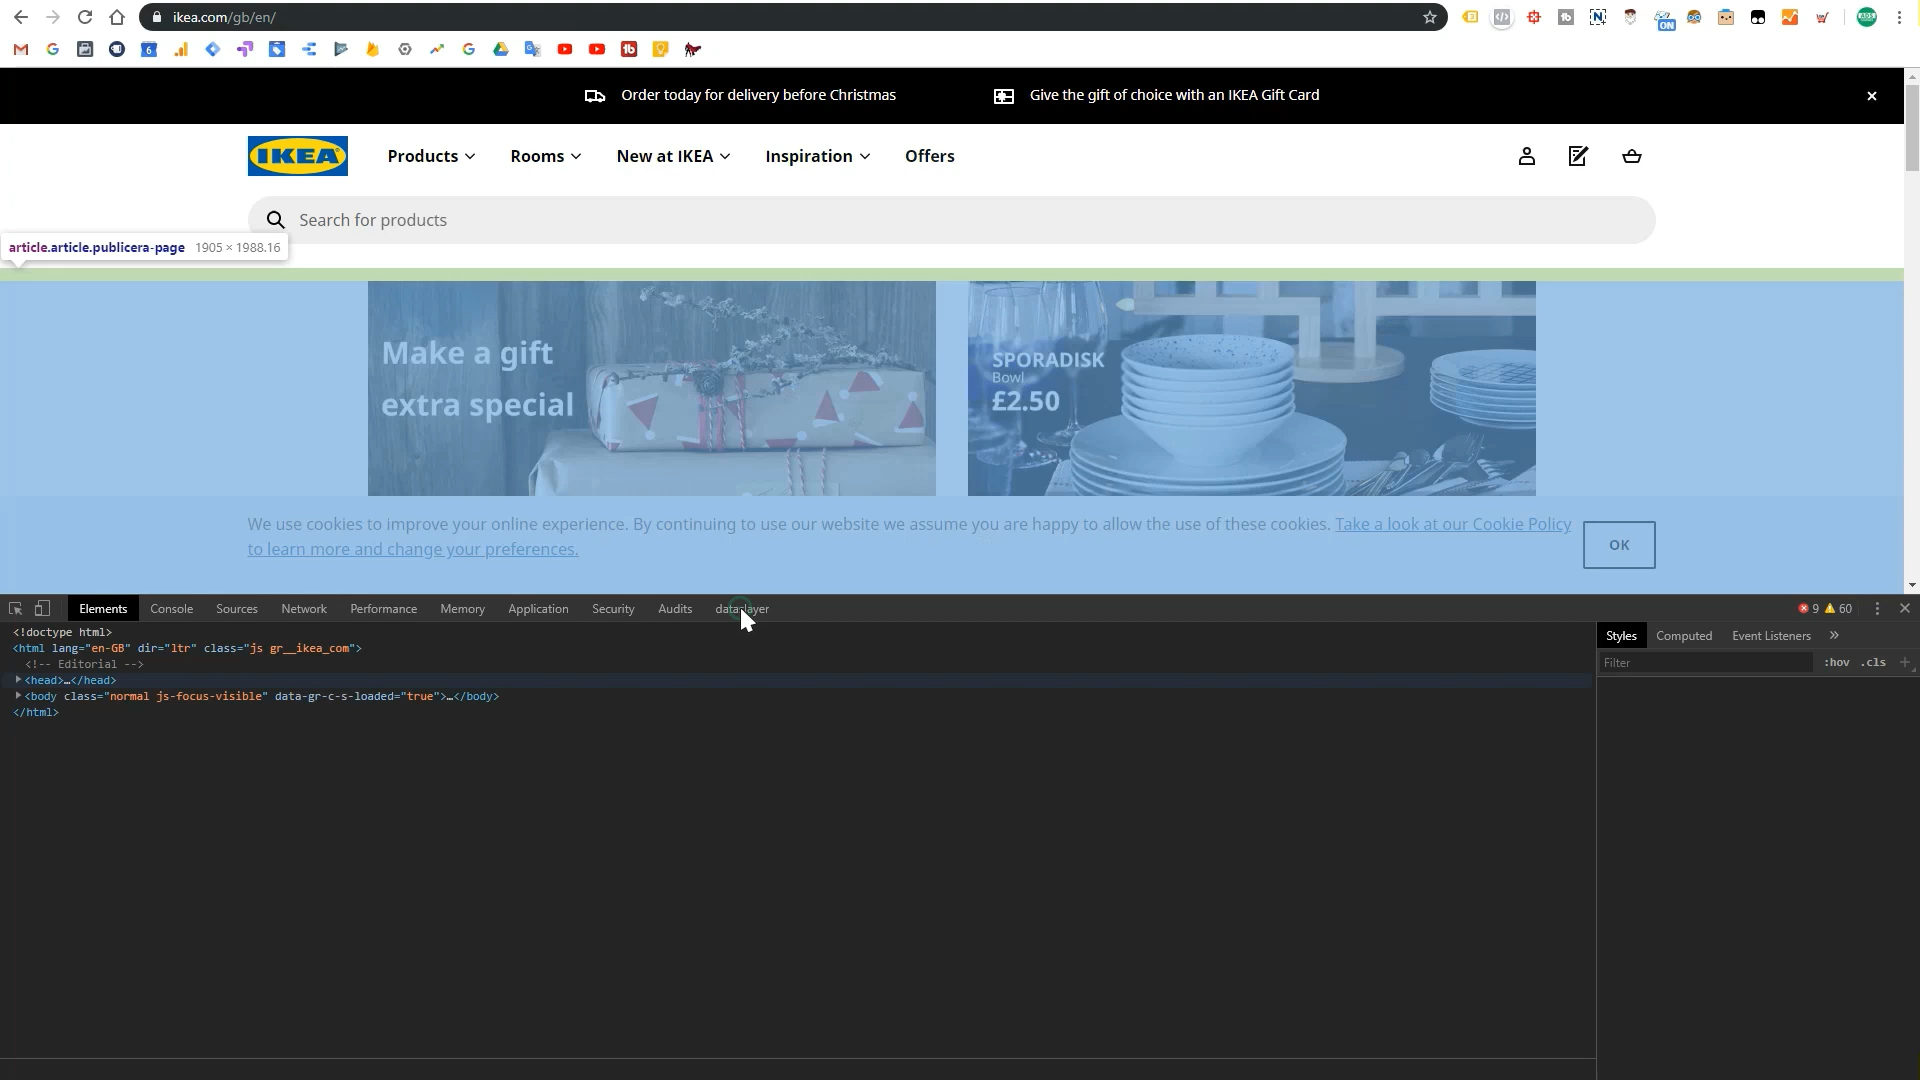 ikea.com/gb/en/
ON
Order today for delivery before Christmas
Give the gift of choice with an IKEA Gift Card
IKEA
Products
Rooms
New at IKEA
Inspiration
Offers
Search for products
article.article.publicera-page 1905 × 1988.16
Make a gift
extra special
SPORADISK
Bowl
£2.50
We use cookies to improve your online experience. By continuing to use our website we assume you are happy to allow the use of these cookies. Take a look at our Cookie Policy
to learn more and change your preferences.
OK
Elements
Console
Sources
Network
Performance
Memory
Application
Security
Audits
9
60
<!doctype html>
<html lang="en-GB" dir="ltr" class="js gr__ikea_com">
<!-- Editorial -->
<head>…</head>
<body class="normal js-focus-visible" data-gr-c-s-loaded="true">…</body>
</html>
Styles
Computed
Event Listeners
»
Filter
:hov
.cls
+